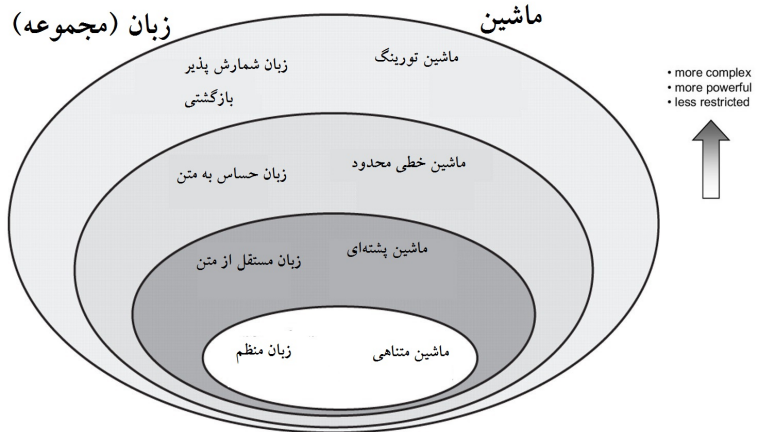 ماشین
زبان (مجموعه)
ماشین تورینگ
زبان شمارش پذیر
بازگشتی
ماشین خطی محدود
زبان حساس به متن
ماشین پشته‌ای
زبان مستقل از متن
ماشین متناهی
زبان منظم
• more complex
• more powerful
• less restricted